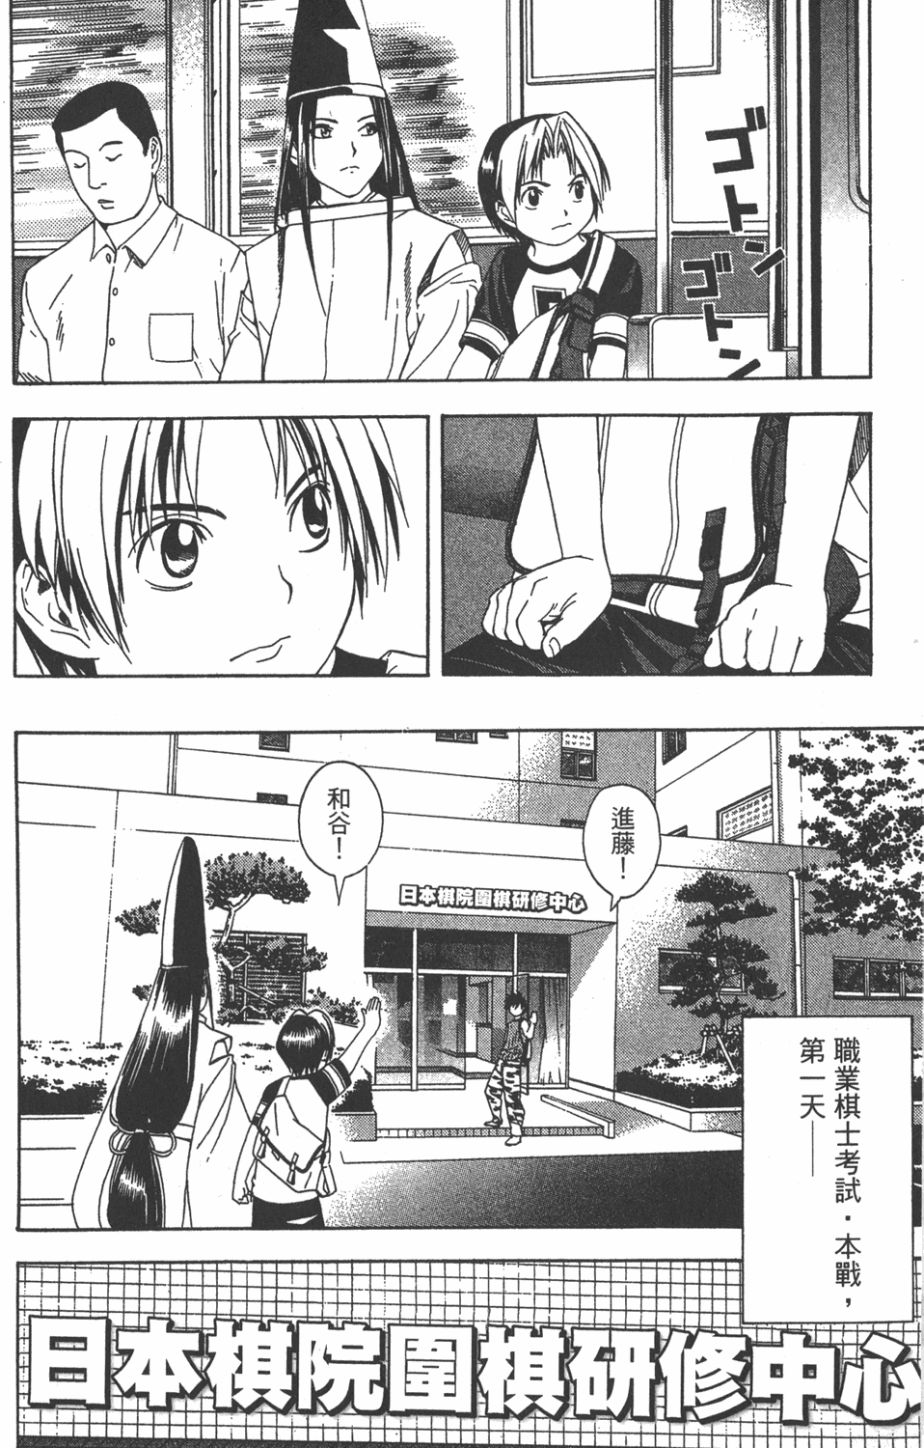 ゴトン
ゴトン
進藤！
和谷！
日本棋院圍棋研修中心
職業棋士考試．本戰，
第一天——
日本棋院圍棋研修中心